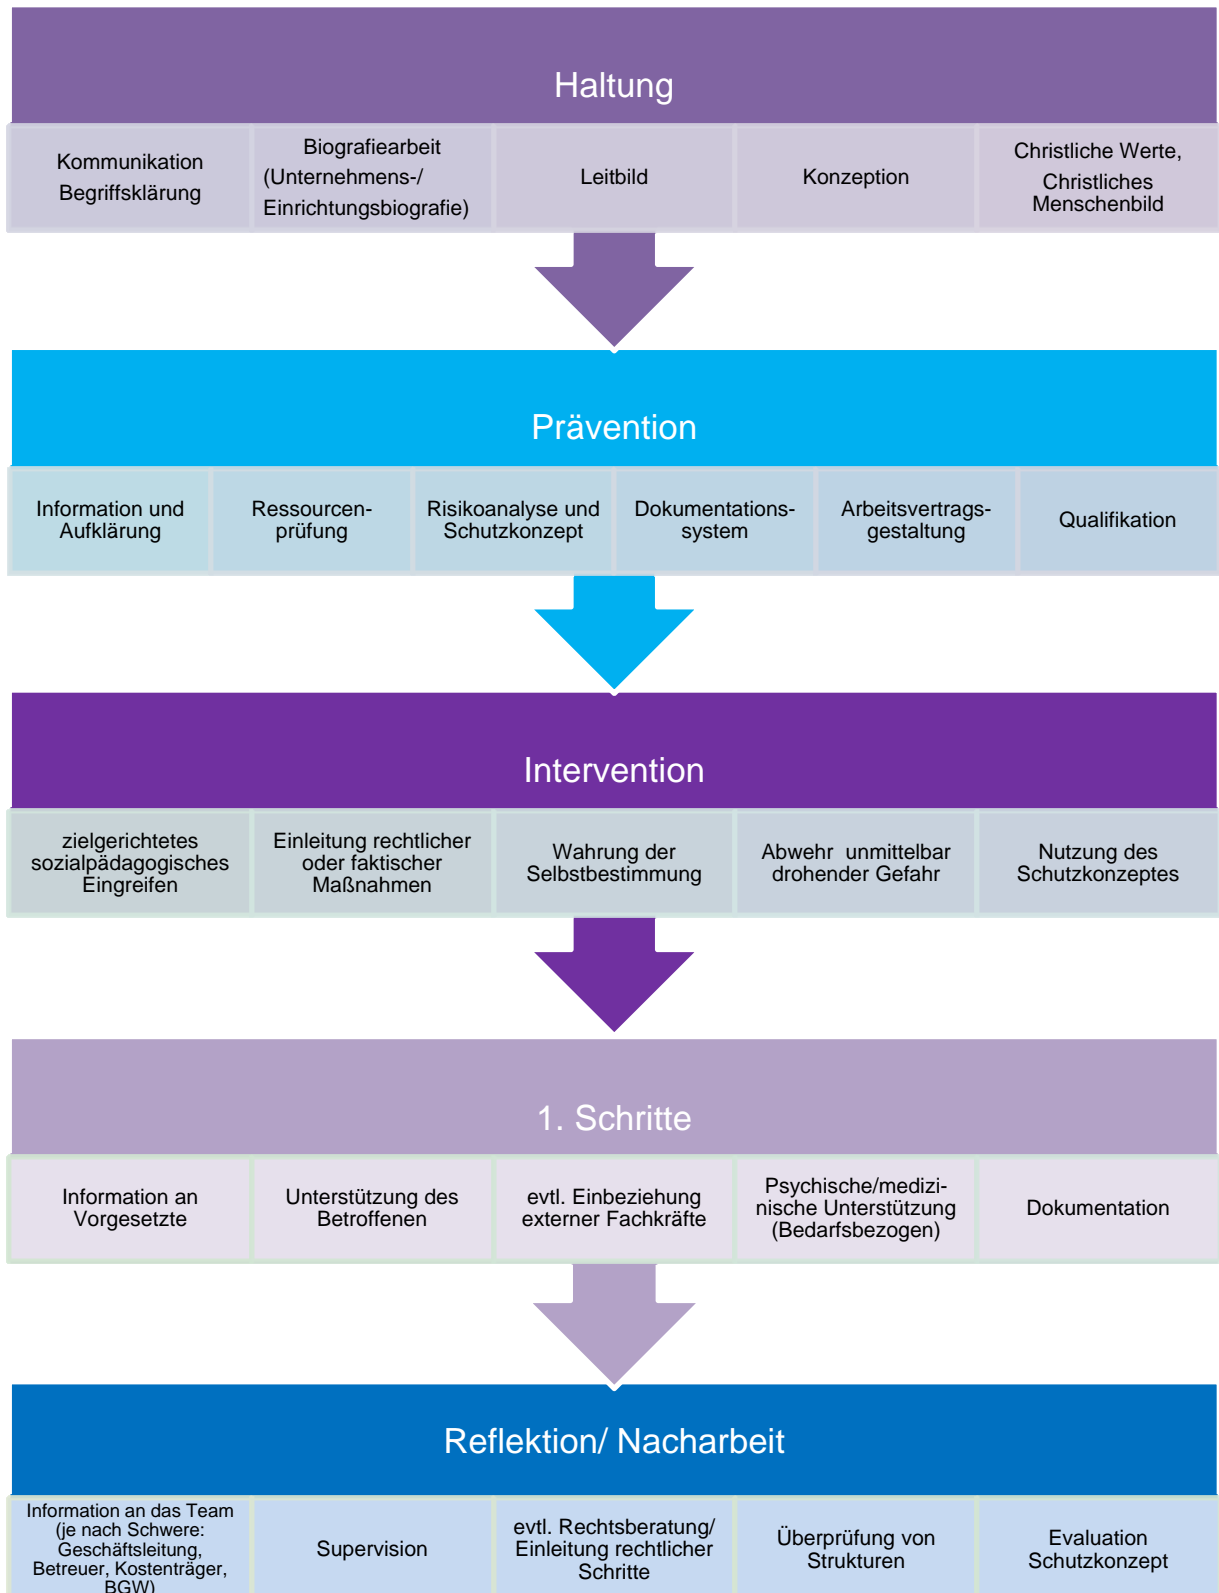 Haltung
Kommunikation
Begriffsklärung
Biografiearbeit
(Unternehmens-/
Einrichtungsbiografie)
Leitbild
Konzeption
Christliche Werte,
Christliches
Menschenbild
Prävention
Information und
Aufklärung
Ressourcen-
prüfung
Risikoanalyse und
Schutzkonzept
Dokumentations-
system
Arbeitsvertrags-
gestaltung
Qualifikation
Intervention
zielgerichtetes
sozialpädagogisches
Eingreifen
Einleitung rechtlicher
oder faktischer
Maßnahmen
Wahrung der
Selbstbestimmung
Abwehr unmittelbar
drohender Gefahr
Nutzung des
Schutzkonzeptes
1. Schritte
Information an
Vorgesetzte
Unterstützung des
Betroffenen
evtl. Einbeziehung
externer Fachkräfte
Psychische/medizi-
nische Unterstützung
(Bedarfsbezogen)
Dokumentation
Reflektion/ Nacharbeit
Information an das Team
(je nach Schwere:
Geschäftsleitung,
Betreuer, Kostenträger,
BGW)
Supervision
evtl. Rechtsberatung/
Einleitung rechtlicher
Schritte
Überprüfung von
Strukturen
Evaluation
Schutzkonzept